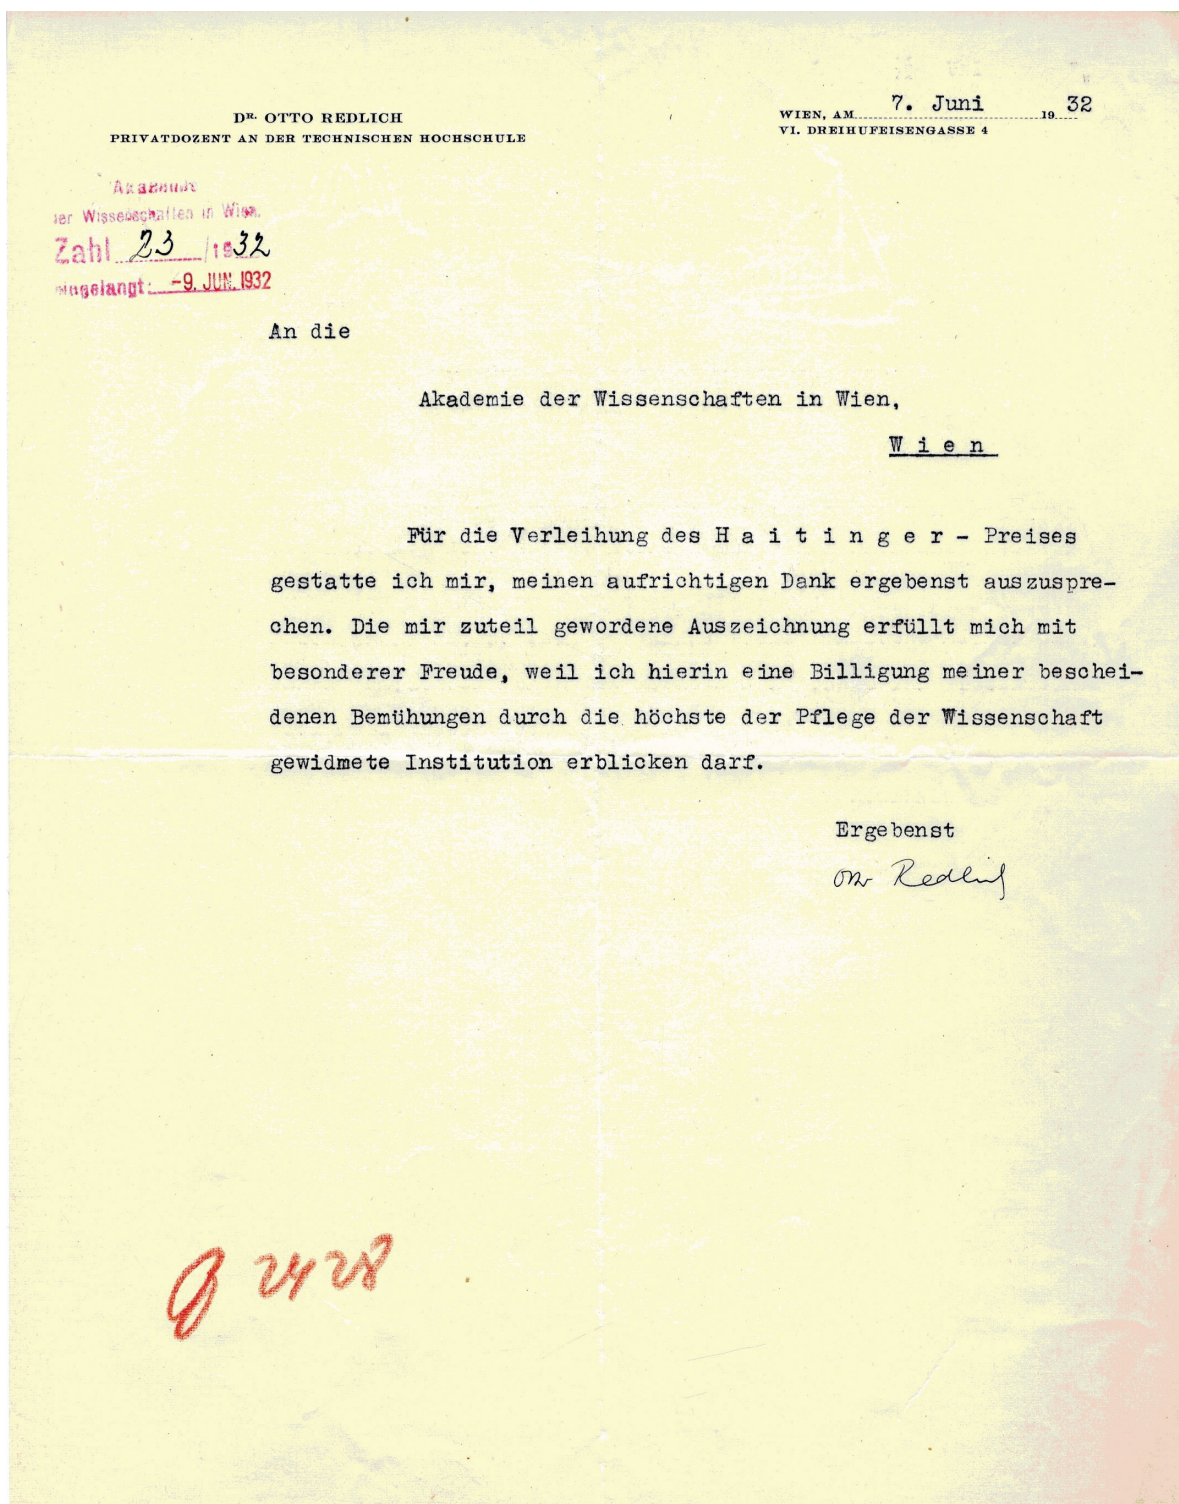 DR. OTTO REDLICH
PRIVATDOZENT AN DER TECHNISCHEN HOCHSCHULE
WIEN, AM 7. Juni 1932
VI. DREIHUFEISENGASSE 4
Akademie
der Wissenschaften in Wien.
Zahl 23 /1932
eingelangt: -9. JUN. 1932
An die
Akademie der Wissenschaften in Wien,
W i e n
Für die Verleihung des H a i t i n g e r - Preises
gestatte ich mir, meinen aufrichtigen Dank ergebenst auszuspre-
chen. Die mir zuteil gewordene Auszeichnung erfüllt mich mit
besonderer Freude, weil ich hierin eine Billigung meiner beschei-
denen Bemühungen durch die höchste der Pflege der Wissenschaft
gewidmete Institution erblicken darf.
Ergebenst
Otto Redlich
2428